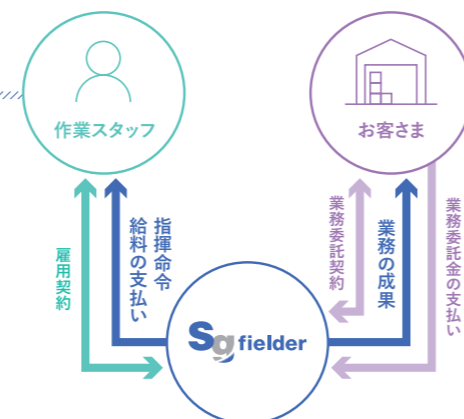 作業スタッフ
お客さま
雇用契約
指揮命令
給料の支払い
業務委託契約
業務の成果
業務委託金の支払い
Sg fielder